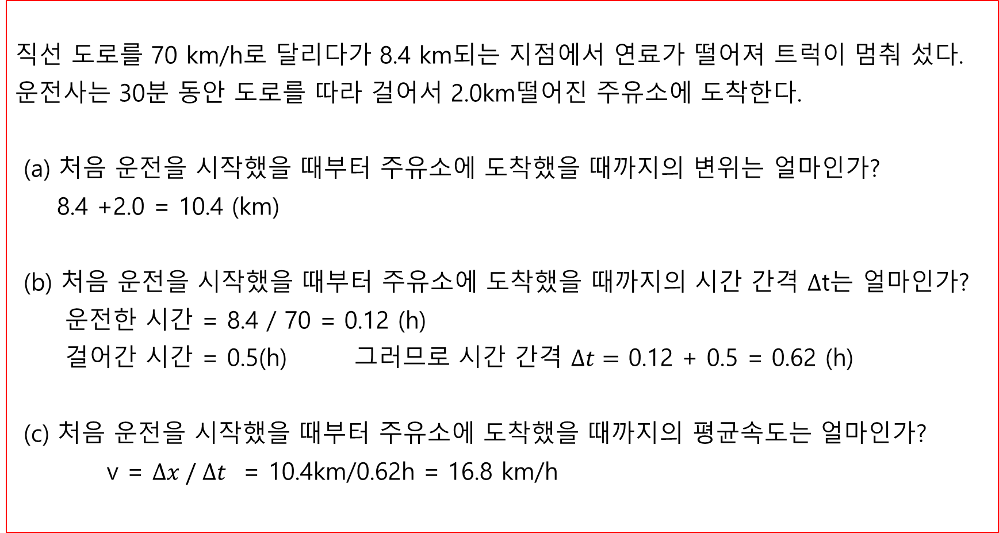 직선 도로를 70 km/h로 달리다가 8.4 km되는 지점에서 연료가 떨어져 트럭이 멈춰 섰다.
운전사는 30분 동안 도로를 따라 걸어서 2.0km떨어진 주유소에 도착한다.
(a) 처음 운전을 시작했을 때부터 주유소에 도착했을 때까지의 변위는 얼마인가?
8.4 +2.0 = 10.4 (km)
(b) 처음 운전을 시작했을 때부터 주유소에 도착했을 때까지의 시간 간격 Δt는 얼마인가?
운전한 시간 = 8.4 / 70 = 0.12 (h)
걸어간 시간 = 0.5(h) 그러므로 시간 간격 Δt = 0.12 + 0.5 = 0.62 (h)
(c) 처음 운전을 시작했을 때부터 주유소에 도착했을 때까지의 평균속도는 얼마인가?
v = Δx / Δt = 10.4km/0.62h = 16.8 km/h